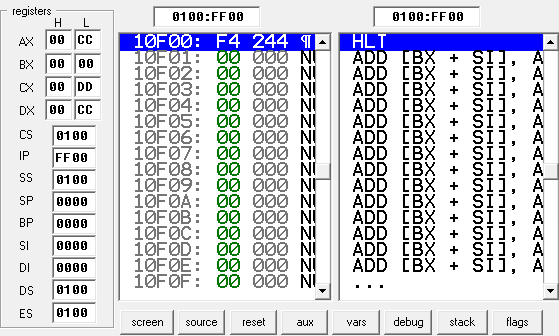 registers
H L
AX 00 CC
BX 00 00
CX 00 DD
DX 00 CC
CS 0100
IP FF00
SS 0100
SP 0000
BP 0000
SI 0000
DI 0000
DS 0100
ES 0100
0100:FF00
10F00: F4 244 ¶
10F01: 00 000 NU
10F02: 00 000 NU
10F03: 00 000 NU
10F04: 00 000 NU
10F05: 00 000 NU
10F06: 00 000 NU
10F07: 00 000 NU
10F08: 00 000 NU
10F09: 00 000 NU
10F0A: 00 000 NU
10F0B: 00 000 NU
10F0C: 00 000 NU
10F0D: 00 000 NU
10F0E: 00 000 NU
10F0F: 00 000 NU
0100:FF00
HLT
ADD [BX + SI], A
ADD [BX + SI], A
ADD [BX + SI], A
ADD [BX + SI], A
ADD [BX + SI], A
ADD [BX + SI], A
ADD [BX + SI], A
ADD [BX + SI], A
ADD [BX + SI], A
ADD [BX + SI], A
ADD [BX + SI], A
ADD [BX + SI], A
ADD [BX + SI], A
ADD [BX + SI], A
...
screen source reset aux vars debug stack flags